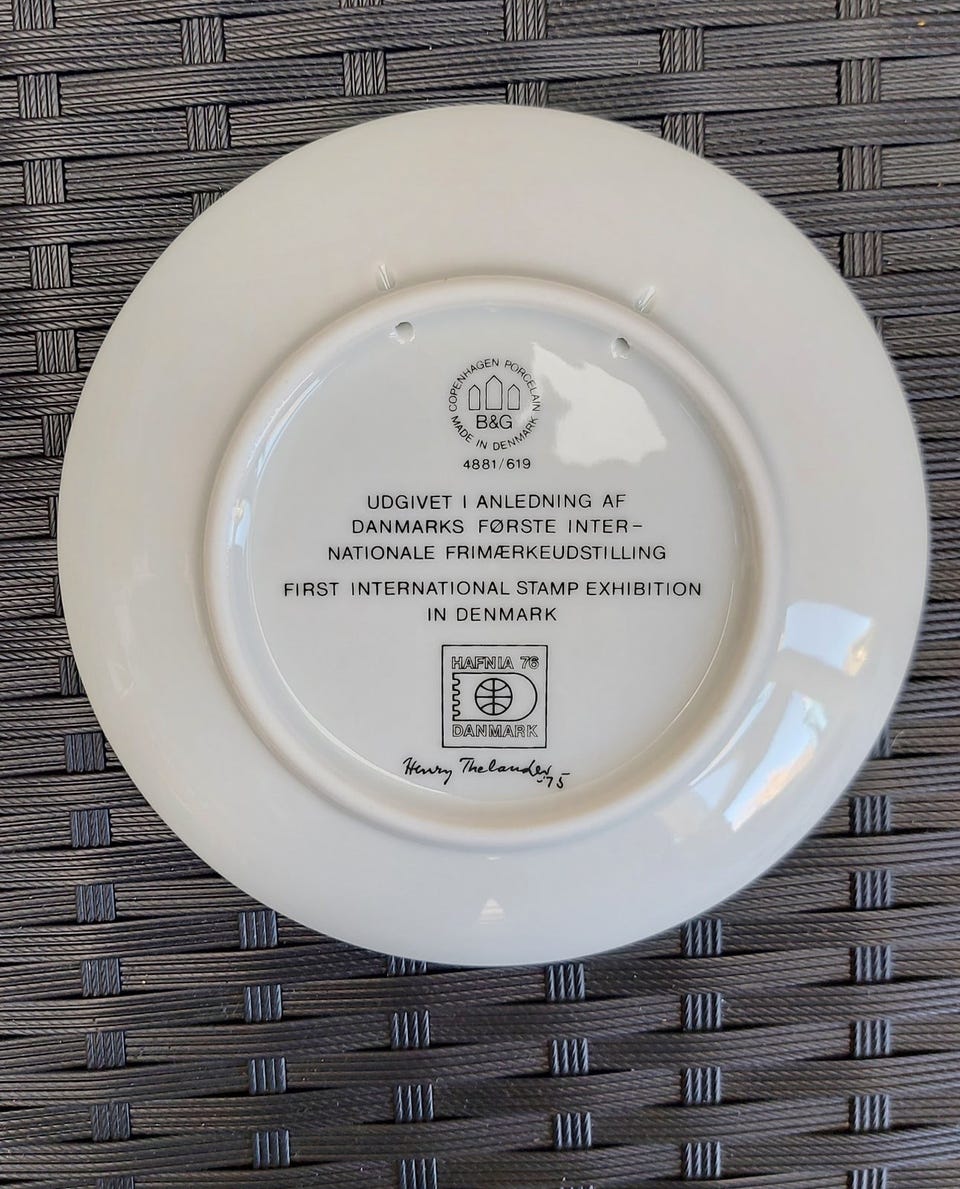 COPENHAGEN PORCELAIN
B&G
MADE IN DENMARK
4881/619
UDGIVET I ANLEDNING AF
DANMARKS FØRSTE INTER-
NATIONALE FRIMÆRKEUDSTILLING
FIRST INTERNATIONAL STAMP EXHIBITION
IN DENMARK
HAFNIA 76
DANMARK
Henry Thelander '75